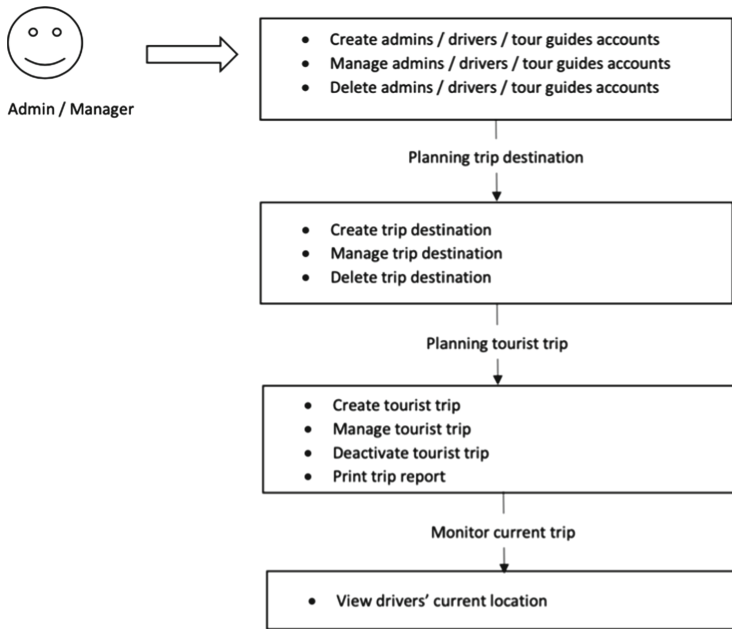 Admin / Manager
• Create admins / drivers / tour guides accounts
• Manage admins / drivers / tour guides accounts
• Delete admins / drivers / tour guides accounts
Planning trip destination
• Create trip destination
• Manage trip destination
• Delete trip destination
Planning tourist trip
• Create tourist trip
• Manage tourist trip
• Deactivate tourist trip
• Print trip report
Monitor current trip
• View drivers’ current location